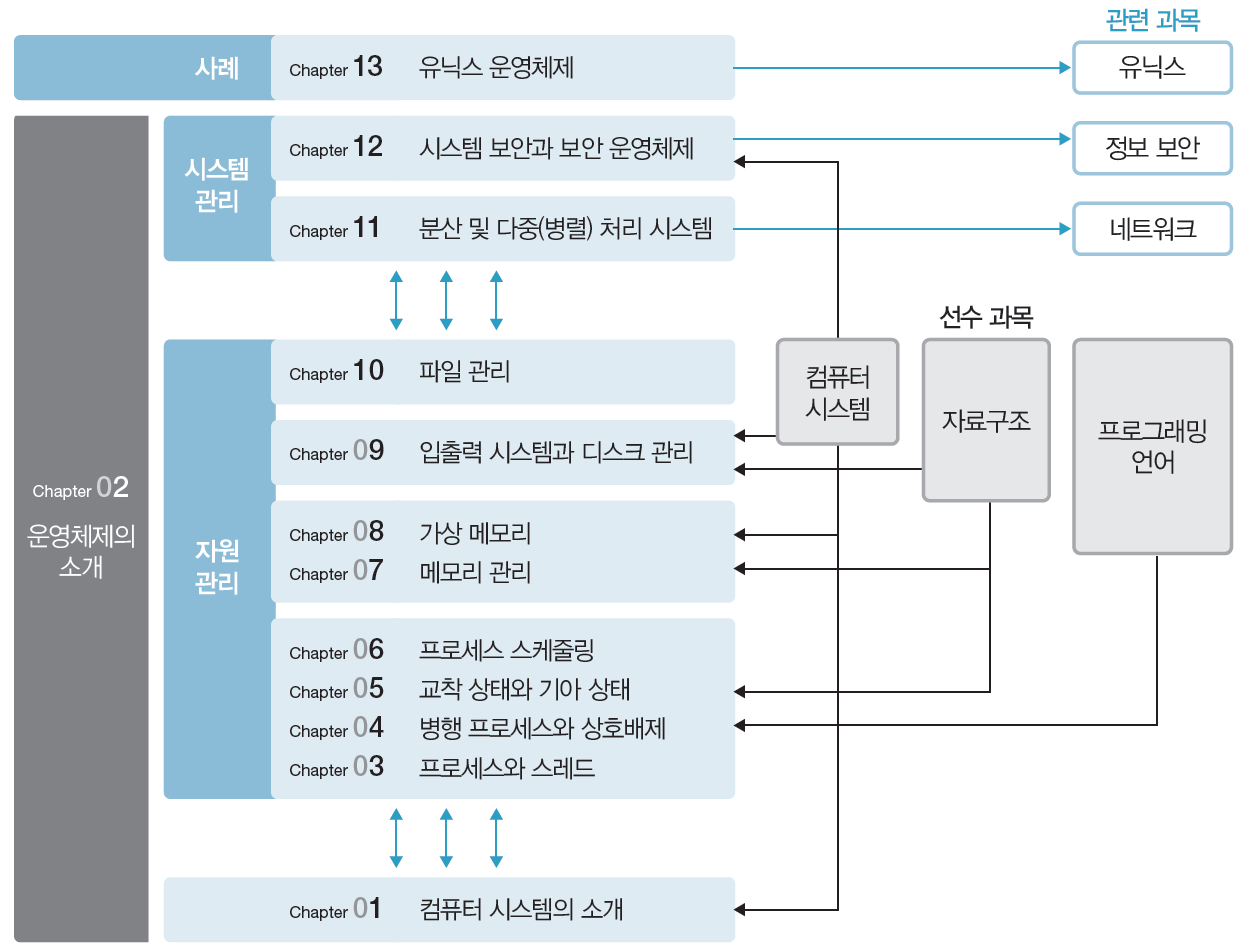 관련 과목
사례
Chapter 13 유닉스 운영체제
유닉스
시스템
관리
Chapter 12 시스템 보안과 보안 운영체제
정보 보안
Chapter 11 분산 및 다중(병렬) 처리 시스템
네트워크
선수 과목
컴퓨터
시스템
자료구조
프로그래밍
언어
Chapter 02
운영체제의
소개
자원
관리
Chapter 10 파일 관리
Chapter 09 입출력 시스템과 디스크 관리
Chapter 08 가상 메모리
Chapter 07 메모리 관리
Chapter 06 프로세스 스케줄링
Chapter 05 교착 상태와 기아 상태
Chapter 04 병행 프로세스와 상호배제
Chapter 03 프로세스와 스레드
Chapter 01 컴퓨터 시스템의 소개